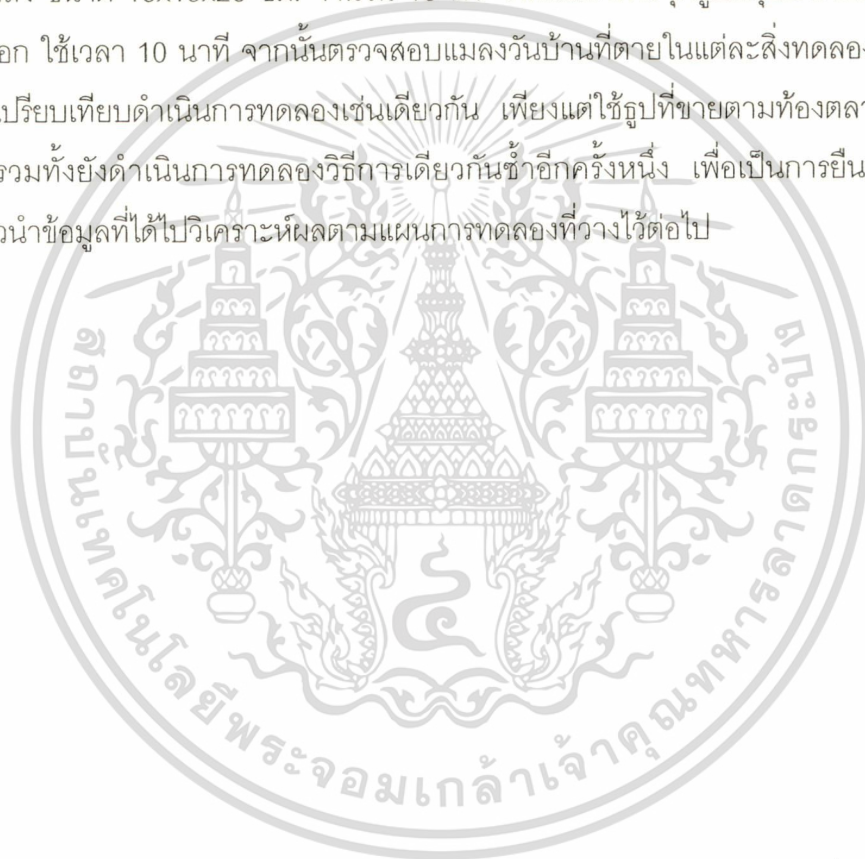 ขนาด
อก ใช้เวลา 10 นาที จากนั้นตรวจสอบแมลงวันบ้านที่ตายในแต่ละสิ่งทดลอง
เปรียบเทียบดำเนินการทดลองเช่นเดียวกัน เพียงแต่ใช้ธูปที่ขายตามท้องตลา
รวมทั้งยังดำเนินการทดลองวิธีการเดียวกันซ้ำอีกครั้งหนึ่ง เพื่อเป็นการยืน
วนำข้อมูลที่ได้ไปวิเคราะห์ผลตามแผนการทดลองที่วางไว้ต่อไป
สถาบันเทคโนโลยีพระจอมเกล้าเจ้าคุณทหารลาดกระบัง